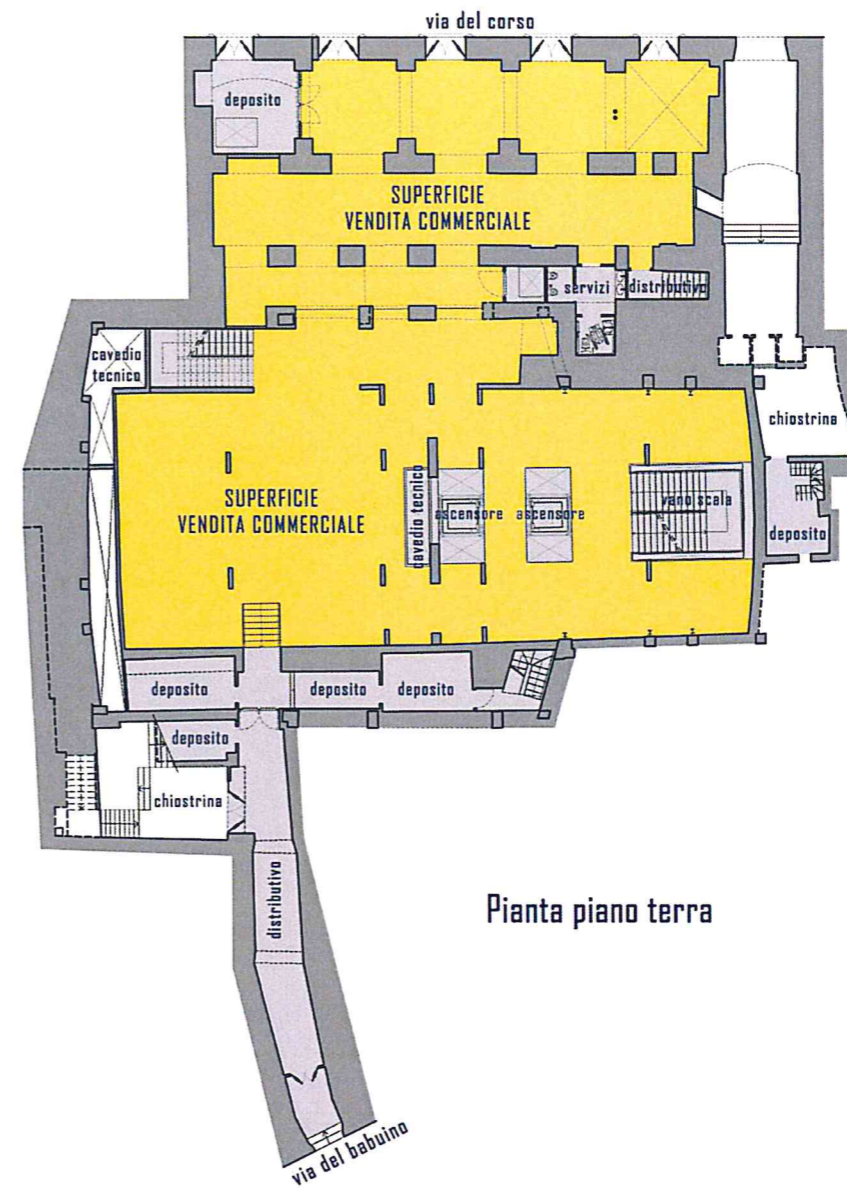 via del corso
deposito
SUPERFICIE
VENDITA COMMERCIALE
servizi
distributivo
cavedio
tecnico
chiostrina
SUPERFICIE
VENDITA COMMERCIALE
cavedio tecnico
ascensore
ascensore
vano scala
deposito
deposito
deposito
deposito
deposito
chiostrina
distributivo
Pianta piano terra
via del babuino